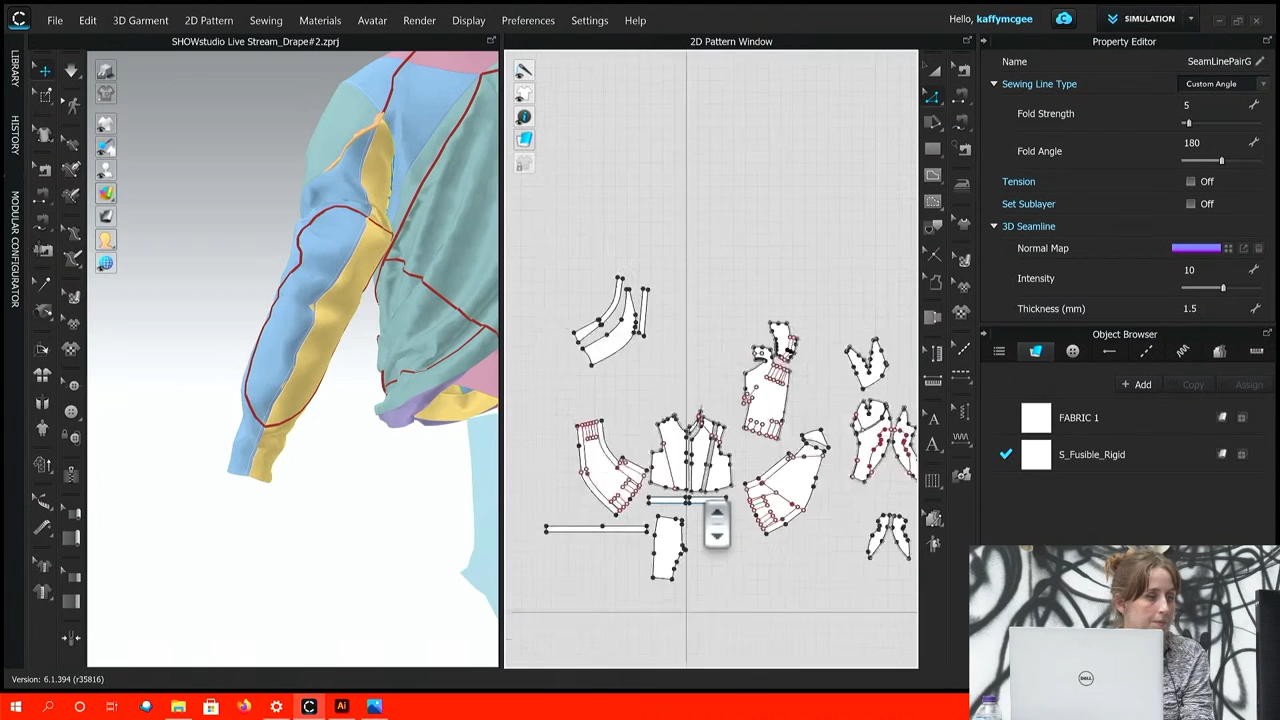 File Edit 3D Garment 2D Pattern Sewing Materials Avatar Render Display Preferences Settings Help
Hello, kaffymcgee
SIMULATION
SHOWstudio Live Stream_Drape#2.zprj
2D Pattern Window
Property Editor
LIBRARY
HISTORY
MODULAR CONFIGURATOR
Name SeamLinePairG
Sewing Line Type Custom Angle
Fold Strength 5
Fold Angle 180
Tension Off
Set Sublayer Off
3D Seamline
Normal Map
Intensity 10
Thickness (mm) 1.5
Object Browser
+ Add Copy Assign
FABRIC 1
S_Fusible_Rigid
DELL
Version: 6.1.394 (r35816)
Ai